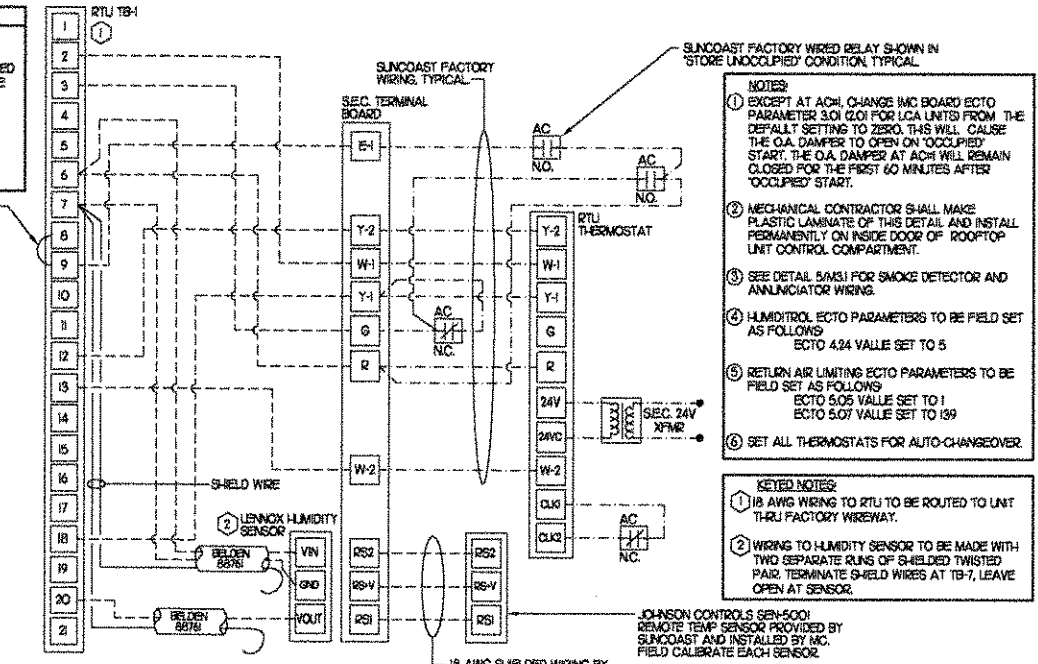 RTU TB-1
1
1
2
3
4
5
6
7
8
9
10
11
12
13
14
15
16
17
18
19
20
21
ED
SHIELD WIRE
2 LENNOX HUMIDITY
SENSOR
VIN
GND
VOUT
BELDEN
88761
BELDEN
88761
SUNCOAST FACTORY
WIRING, TYPICAL
S.E.C. TERMINAL
BOARD
E-1
Y-2
W-1
Y-1
G
R
W-2
RS2
RS-V
RS1
AC
N.C.
SUNCOAST FACTORY WIRED RELAY SHOWN IN
"STORE UNOCCUPIED" CONDITION, TYPICAL
AC
N.O.
AC
N.O.
RTU
THERMOSTAT
Y-2
W-1
Y-1
G
R
24V
24VC
W-2
CLK1
CLK2
S.E.C. 24V
XFMR
AC
N.C.
RS2
RS-V
RS1
JOHNSON CONTROLS SEN-500-1
REMOTE TEMP SENSOR PROVIDED BY
SUNCOAST AND INSTALLED BY MC.
FIELD CALIBRATE EACH SENSOR.
18 AWG SHIELDED WIRING BY
NOTES:
1 EXCEPT AT AC#1, CHANGE IMC BOARD ECTO
PARAMETER 3.01 (2.01 FOR LCA UNITS) FROM THE
DEFAULT SETTING TO ZERO. THIS WILL CAUSE
THE O.A. DAMPER TO OPEN ON "OCCUPIED"
START. THE O.A. DAMPER AT AC#1 WILL REMAIN
CLOSED FOR THE FIRST 60 MINUTES AFTER
"OCCUPIED" START.
2 MECHANICAL CONTRACTOR SHALL MAKE
PLASTIC LAMINATE OF THIS DETAIL AND INSTALL
PERMANENTLY ON INSIDE DOOR OF ROOFTOP
UNIT CONTROL COMPARTMENT.
3 SEE DETAIL 5/M3.1 FOR SMOKE DETECTOR AND
ANNUNCIATOR WIRING.
4 HUMIDITROL ECTO PARAMETERS TO BE FIELD SET
AS FOLLOWS:
ECTO 4.24 VALUE SET TO 5
5 RETURN AIR LIMITING ECTO PARAMETERS TO BE
FIELD SET AS FOLLOWS:
ECTO 5.05 VALUE SET TO 1
ECTO 5.07 VALUE SET TO 139
6 SET ALL THERMOSTATS FOR AUTO-CHANGEOVER.
KEYED NOTES:
1 18 AWG WIRING TO RTU TO BE ROUTED TO UNIT
THRU FACTORY WIREWAY.
2 WIRING TO HUMIDITY SENSOR TO BE MADE WITH
TWO SEPARATE RUNS OF SHIELDED TWISTED
PAIR. TERMINATE SHIELD WIRES AT TB-7, LEAVE
OPEN AT SENSOR.